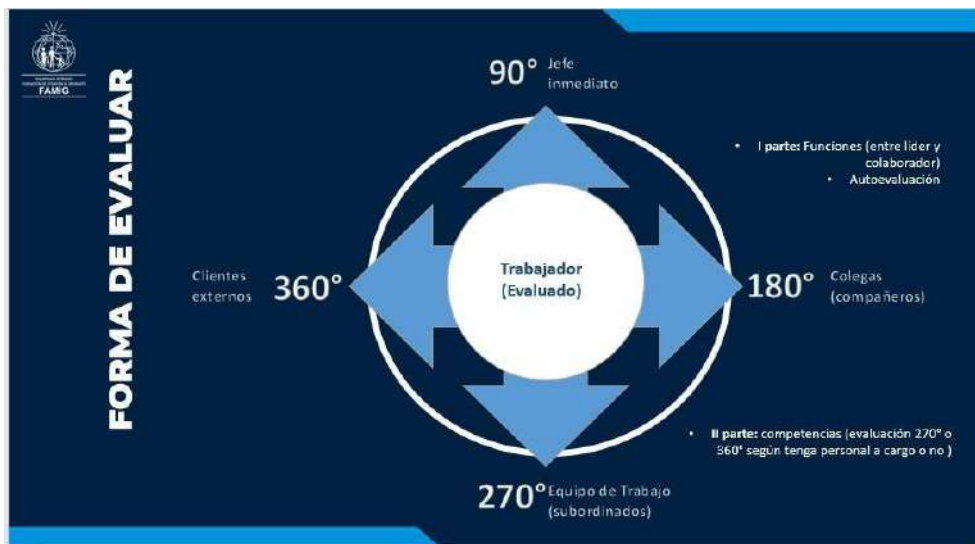 FAMIG
FORMA DE EVALUAR
90° Jefe
inmediato
• I parte: Funciones (entre líder y
colaborador)
• Autoevaluación
Clientes
externos
360°
Trabajador
(Evaluado)
180° Colegas
(compañeros)
• II parte: competencias (evaluación 270° o
360° según tenga personal a cargo o no )
270° Equipo de Trabajo
(subordinados)